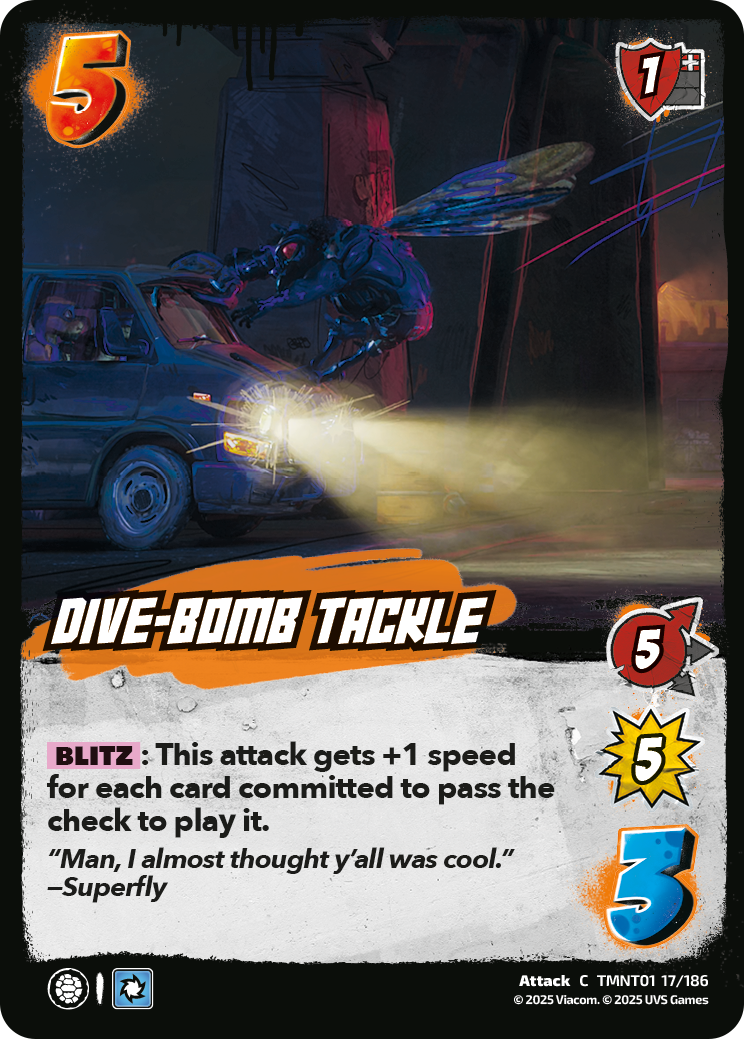 5
1
DIVE-BOMB TACKLE
5
BLITZ : This attack gets +1 speed
for each card committed to pass the
check to play it.
5
“Man, I almost thought y’all was cool.”
—Superfly
3
Attack C TMNT01 17/186
© 2025 Viacom. © 2025 UVS Games